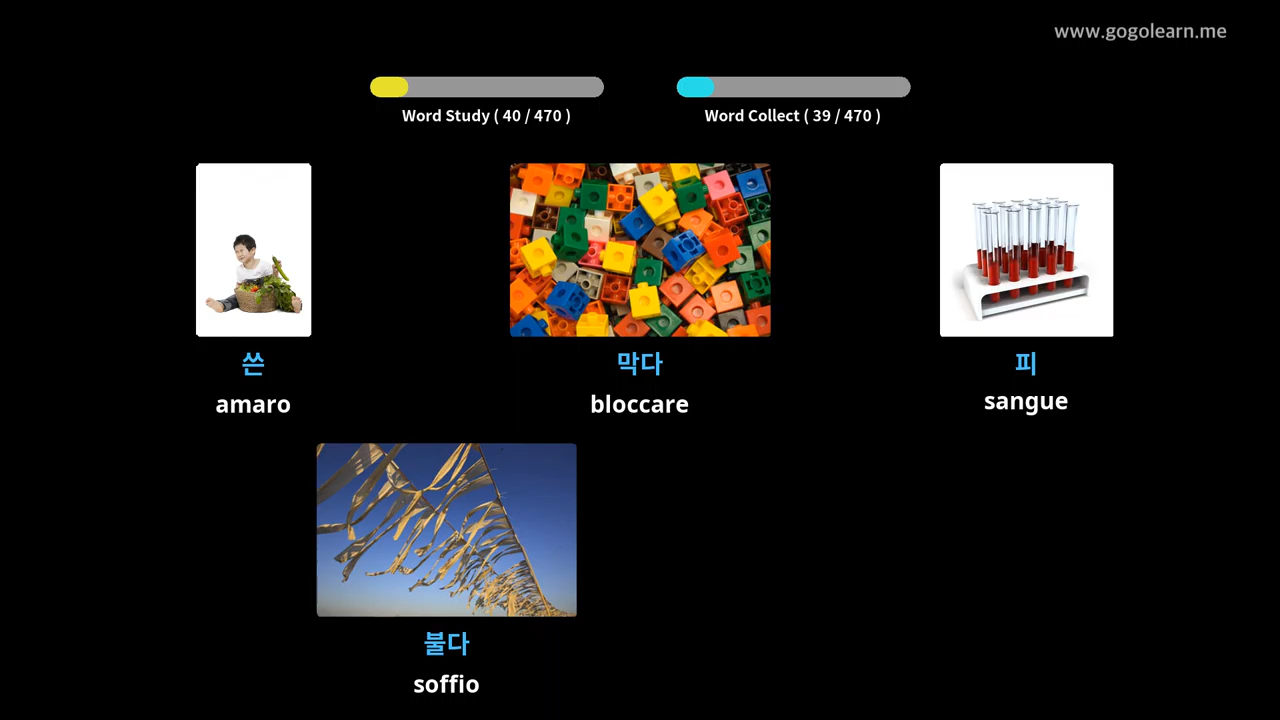 www.gogolearn.me
Word Study ( 40 / 470 )
Word Collect ( 39 / 470 )
쓴
amaro
막다
bloccare
피
sangue
불다
soffio